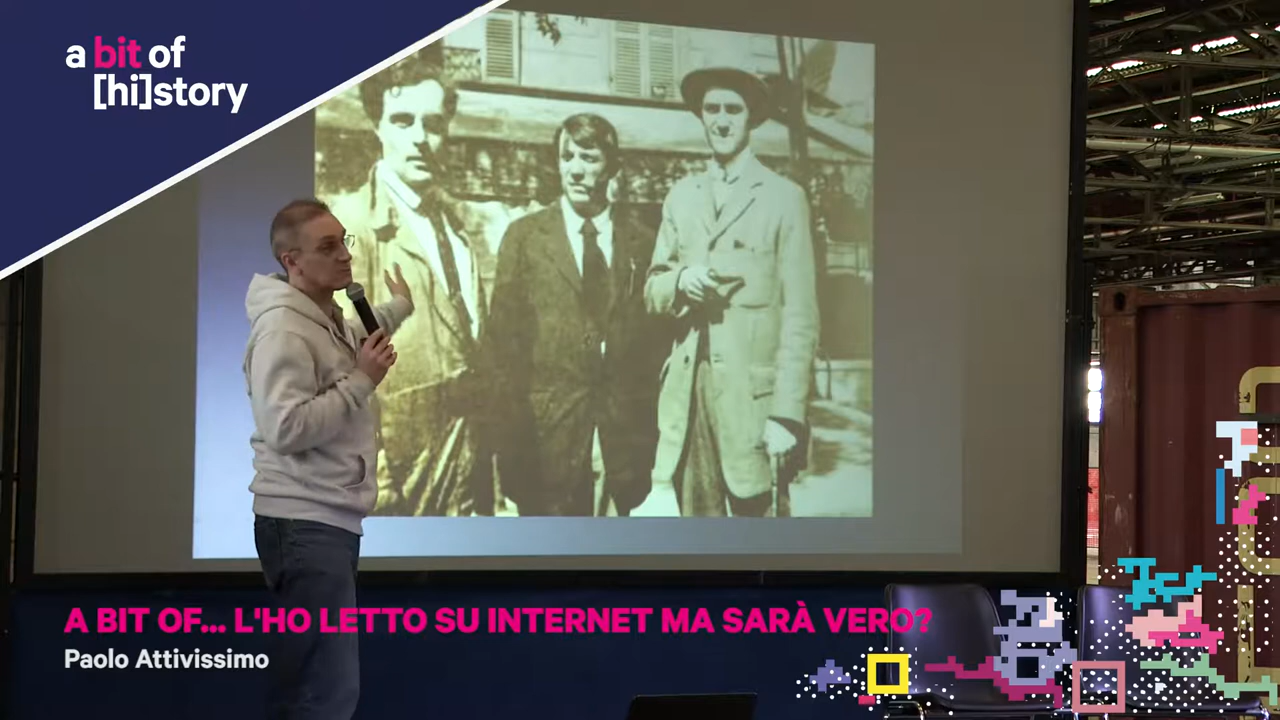 a bit of
[hi]story
A BIT OF... L'HO LETTO SU INTERNET MA SARÀ VERO?
Paolo Attivissimo